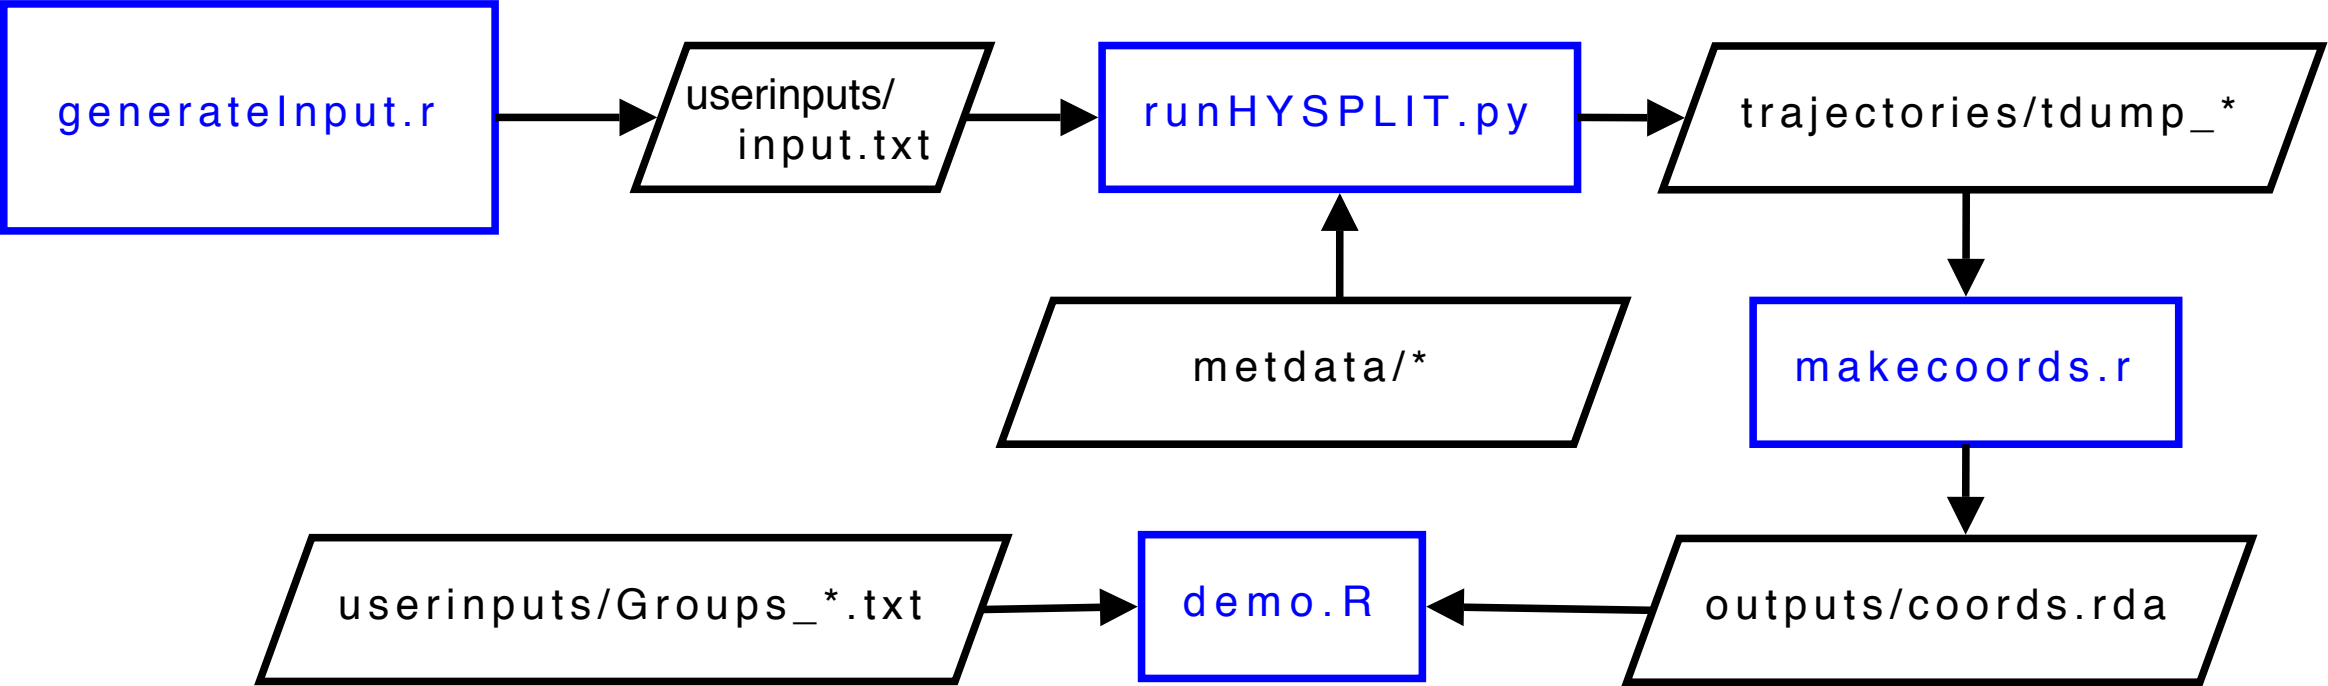 generateInput.r
userinputs/
input.txt
runHYSPLIT.py
trajectories/tdump_*
metdata/*
makecoords.r
userinputs/Groups_*.txt
demo.R
outputs/coords.rda